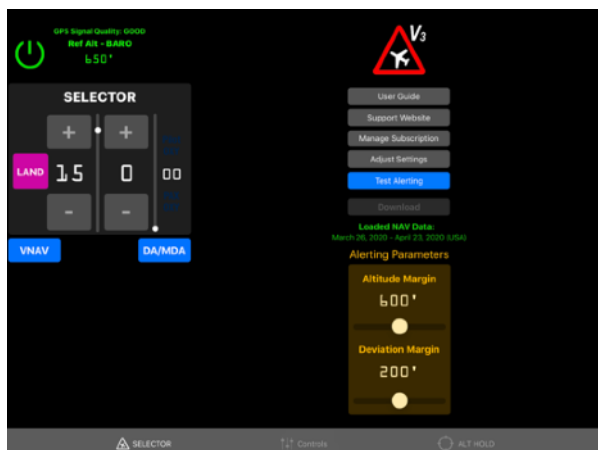 GPS Signal Quality: GOOD
Ref Alt - BARO
650'
SELECTOR
+ +
LAND 15 0 00
- -
VNAV DA/MDA
V3
User Guide
Support Website
Manage Subscription
Adjust Settings
Test Alerting
Download
Loaded NAV Data:
March 26, 2020 - April 23, 2020 (USA)
Alerting Parameters
Altitude Margin
600'
Deviation Margin
200'
SELECTOR Controls ALT HOLD